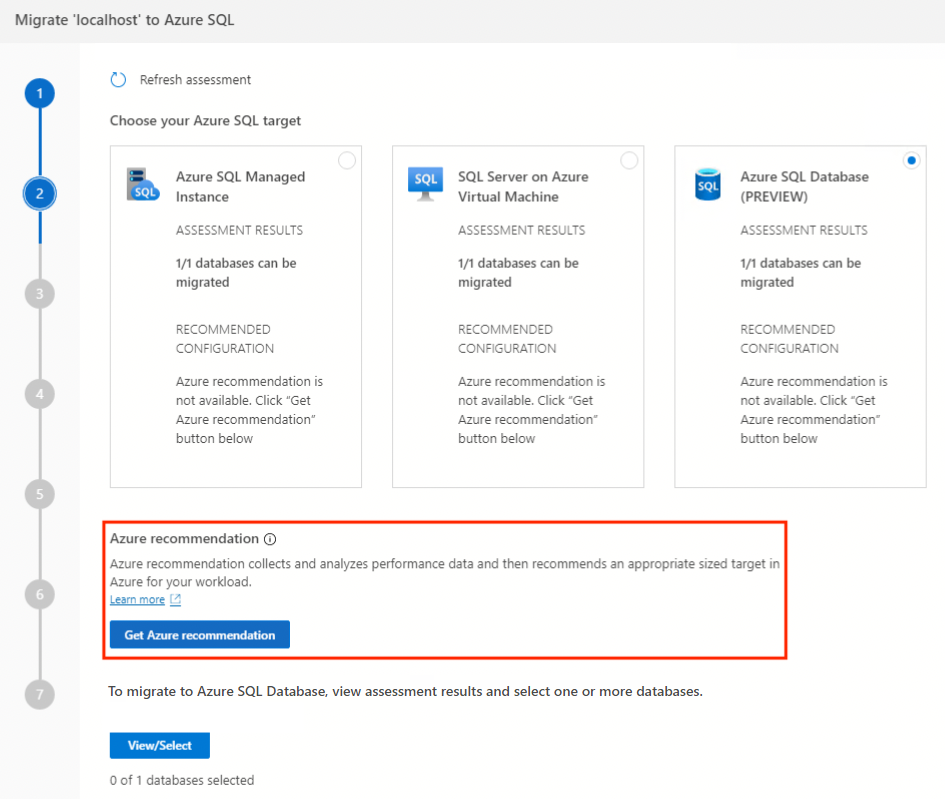 Migrate 'localhost' to Azure SQL
1
2
3
4
5
6
7
Refresh assessment
Choose your Azure SQL target
SQL
Azure SQL Managed
Instance
ASSESSMENT RESULTS
1/1 databases can be
migrated
RECOMMENDED
CONFIGURATION
Azure recommendation is
not available. Click “Get
Azure recommendation”
button below
SQL
SQL Server on Azure
Virtual Machine
ASSESSMENT RESULTS
1/1 databases can be
migrated
RECOMMENDED
CONFIGURATION
Azure recommendation is
not available. Click “Get
Azure recommendation”
button below
SQL
Azure SQL Database
(PREVIEW)
ASSESSMENT RESULTS
1/1 databases can be
migrated
RECOMMENDED
CONFIGURATION
Azure recommendation is
not available. Click “Get
Azure recommendation”
button below
Azure recommendation
Azure recommendation collects and analyzes performance data and then recommends an appropriate sized target in
Azure for your workload.
Learn more
Get Azure recommendation
To migrate to Azure SQL Database, view assessment results and select one or more databases.
View/Select
0 of 1 databases selected